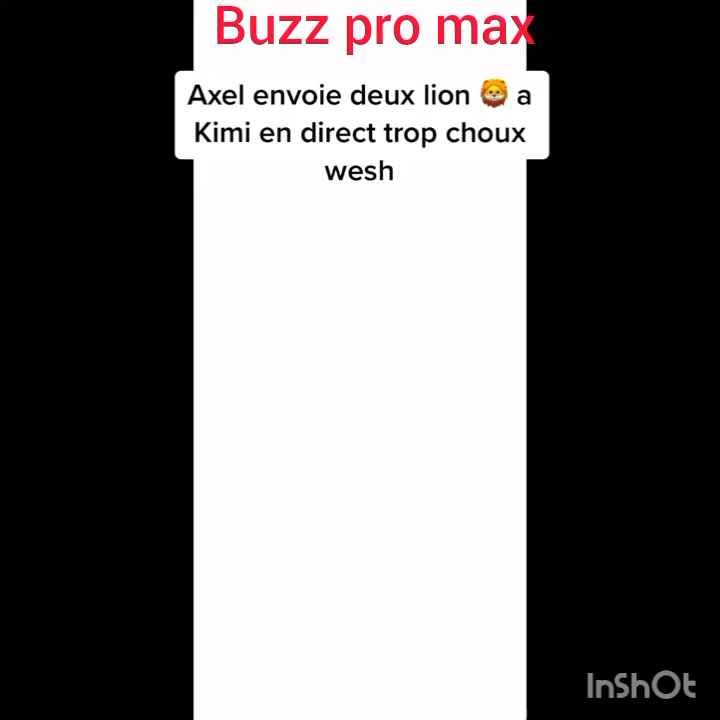 Buzz pro max
Axel envoie deux lion 🦁 a
Kimi en direct trop choux
wesh
InShOt